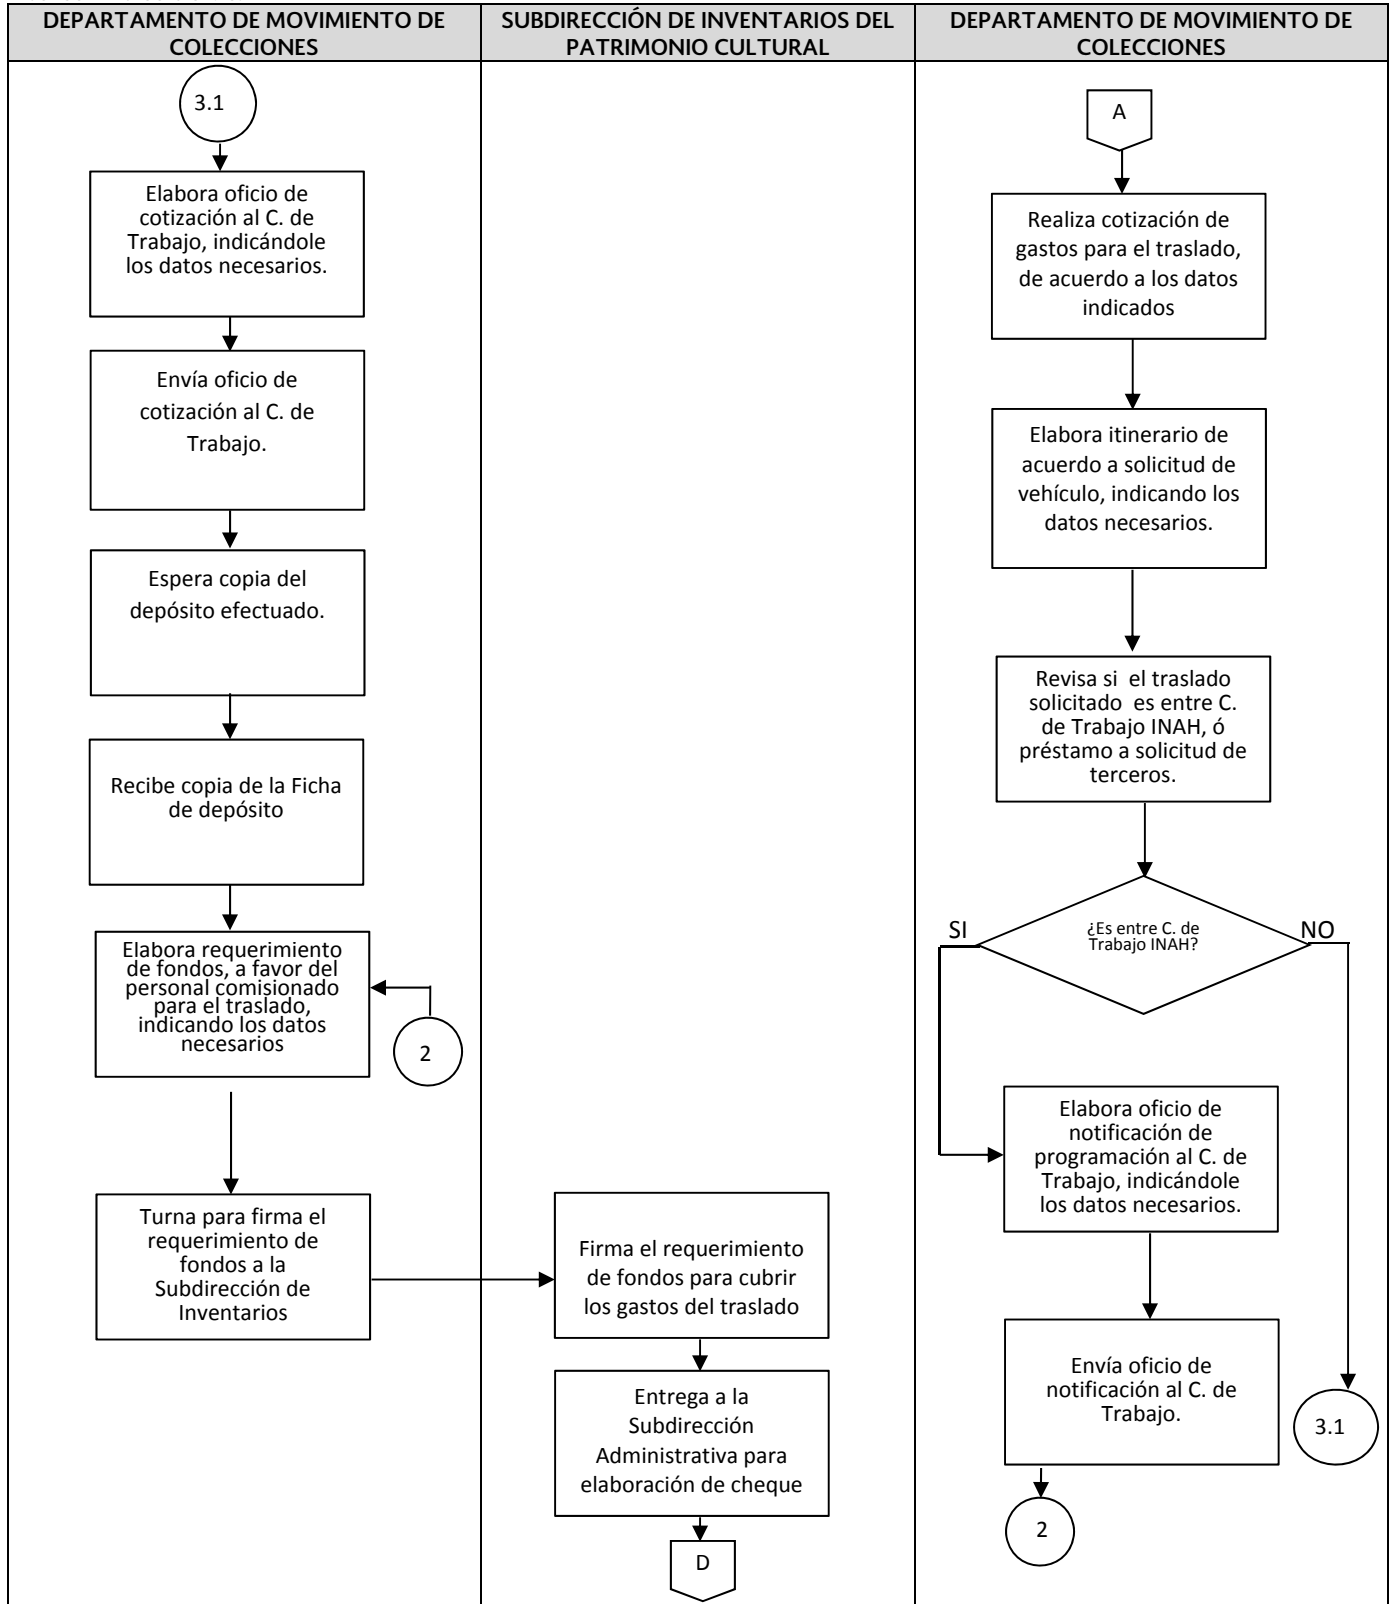 DEPARTAMENTO DE MOVIMIENTO DE
COLECCIONES
SUBDIRECCIÓN DE INVENTARIOS DEL
PATRIMONIO CULTURAL
DEPARTAMENTO DE MOVIMIENTO DE
COLECCIONES
3.1
Elabora oficio de
cotización al C. de
Trabajo, indicándole
los datos necesarios.
Envía oficio de
cotización al C. de
Trabajo.
Espera copia del
depósito efectuado.
Recibe copia de la Ficha
de depósito
Elabora requerimiento
de fondos, a favor del
personal comisionado
para el traslado,
indicando los datos
necesarios
2
Turna para firma el
requerimiento de
fondos a la
Subdirección de
Inventarios
Firma el requerimiento
de fondos para cubrir
los gastos del traslado
Entrega a la
Subdirección
Administrativa para
elaboración de cheque
D
A
Realiza cotización de
gastos para el traslado,
de acuerdo a los datos
indicados
Elabora itinerario de
acuerdo a solicitud de
vehículo, indicando los
datos necesarios.
Revisa si el traslado
solicitado es entre C.
de Trabajo INAH, ó
préstamo a solicitud de
terceros.
¿Es entre C. de
Trabajo INAH?
SI
NO
Elabora oficio de
notificación de
programación al C. de
Trabajo, indicándole
los datos necesarios.
Envía oficio de
notificación al C. de
Trabajo.
3.1
2